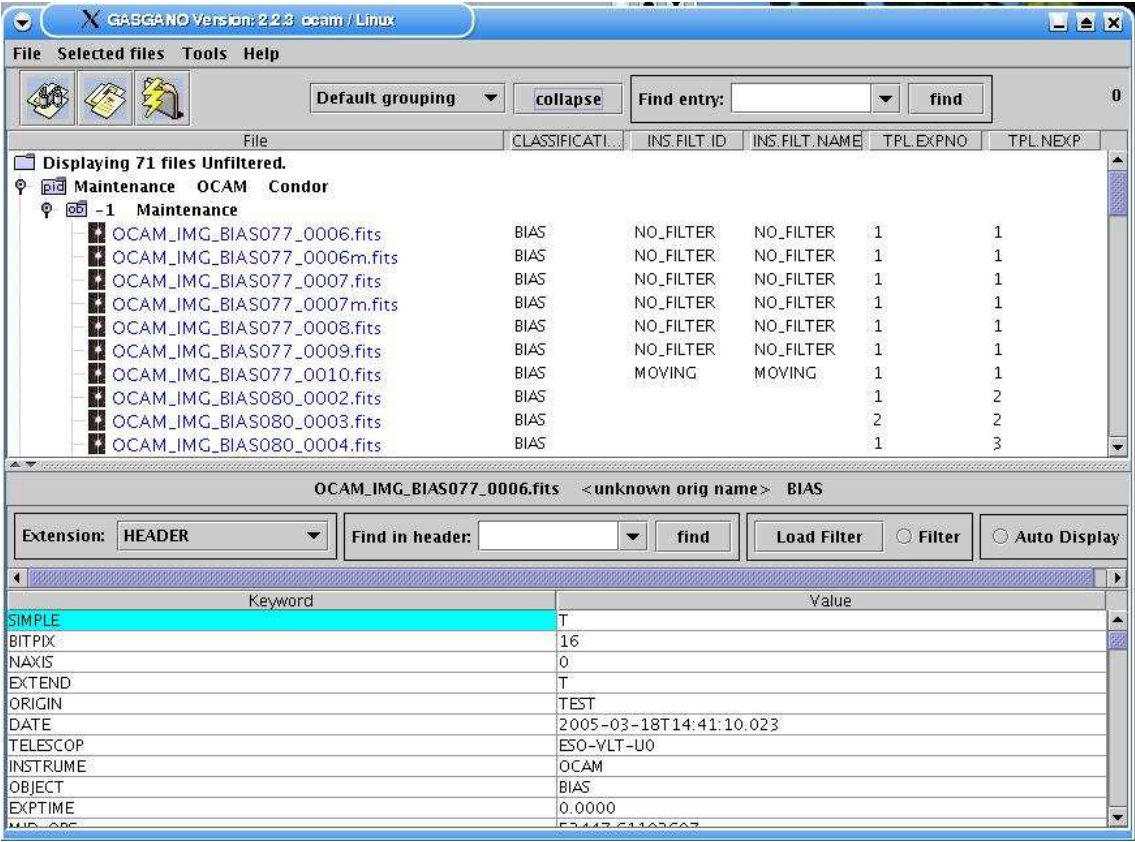 GASGANO Version: 2.2.3 ocam / Linux
File Selected files Tools Help
Default grouping collapse Find entry: find 0
File CLASSIFICATI... INS.FILT.ID INS.FILT.NAME TPL.EXPNO TPL.NEXP
Displaying 71 files Unfiltered.
pid Maintenance OCAM Condor
ob -1 Maintenance
OCAM_IMG_BIAS077_0006.fits BIAS NO_FILTER NO_FILTER 1 1
OCAM_IMG_BIAS077_0006m.fits BIAS NO_FILTER NO_FILTER 1 1
OCAM_IMG_BIAS077_0007.fits BIAS NO_FILTER NO_FILTER 1 1
OCAM_IMG_BIAS077_0007m.fits BIAS NO_FILTER NO_FILTER 1 1
OCAM_IMG_BIAS077_0008.fits BIAS NO_FILTER NO_FILTER 1 1
OCAM_IMG_BIAS077_0009.fits BIAS NO_FILTER NO_FILTER 1 1
OCAM_IMG_BIAS077_0010.fits BIAS MOVING MOVING 1 1
OCAM_IMG_BIAS080_0002.fits BIAS 1 2
OCAM_IMG_BIAS080_0003.fits BIAS 2 2
OCAM_IMG_BIAS080_0004.fits BIAS 1 3
OCAM_IMG_BIAS077_0006.fits <unknown orig name> BIAS
Extension: HEADER Find in header: find Load Filter Filter Auto Display
Keyword Value
SIMPLE T
BITPIX 16
NAXIS 0
EXTEND T
ORIGIN TEST
DATE 2005-03-18T14:41:10.023
TELESCOP ESO-VLT-U0
INSTRUME OCAM
OBJECT BIAS
EXPTIME 0.0000